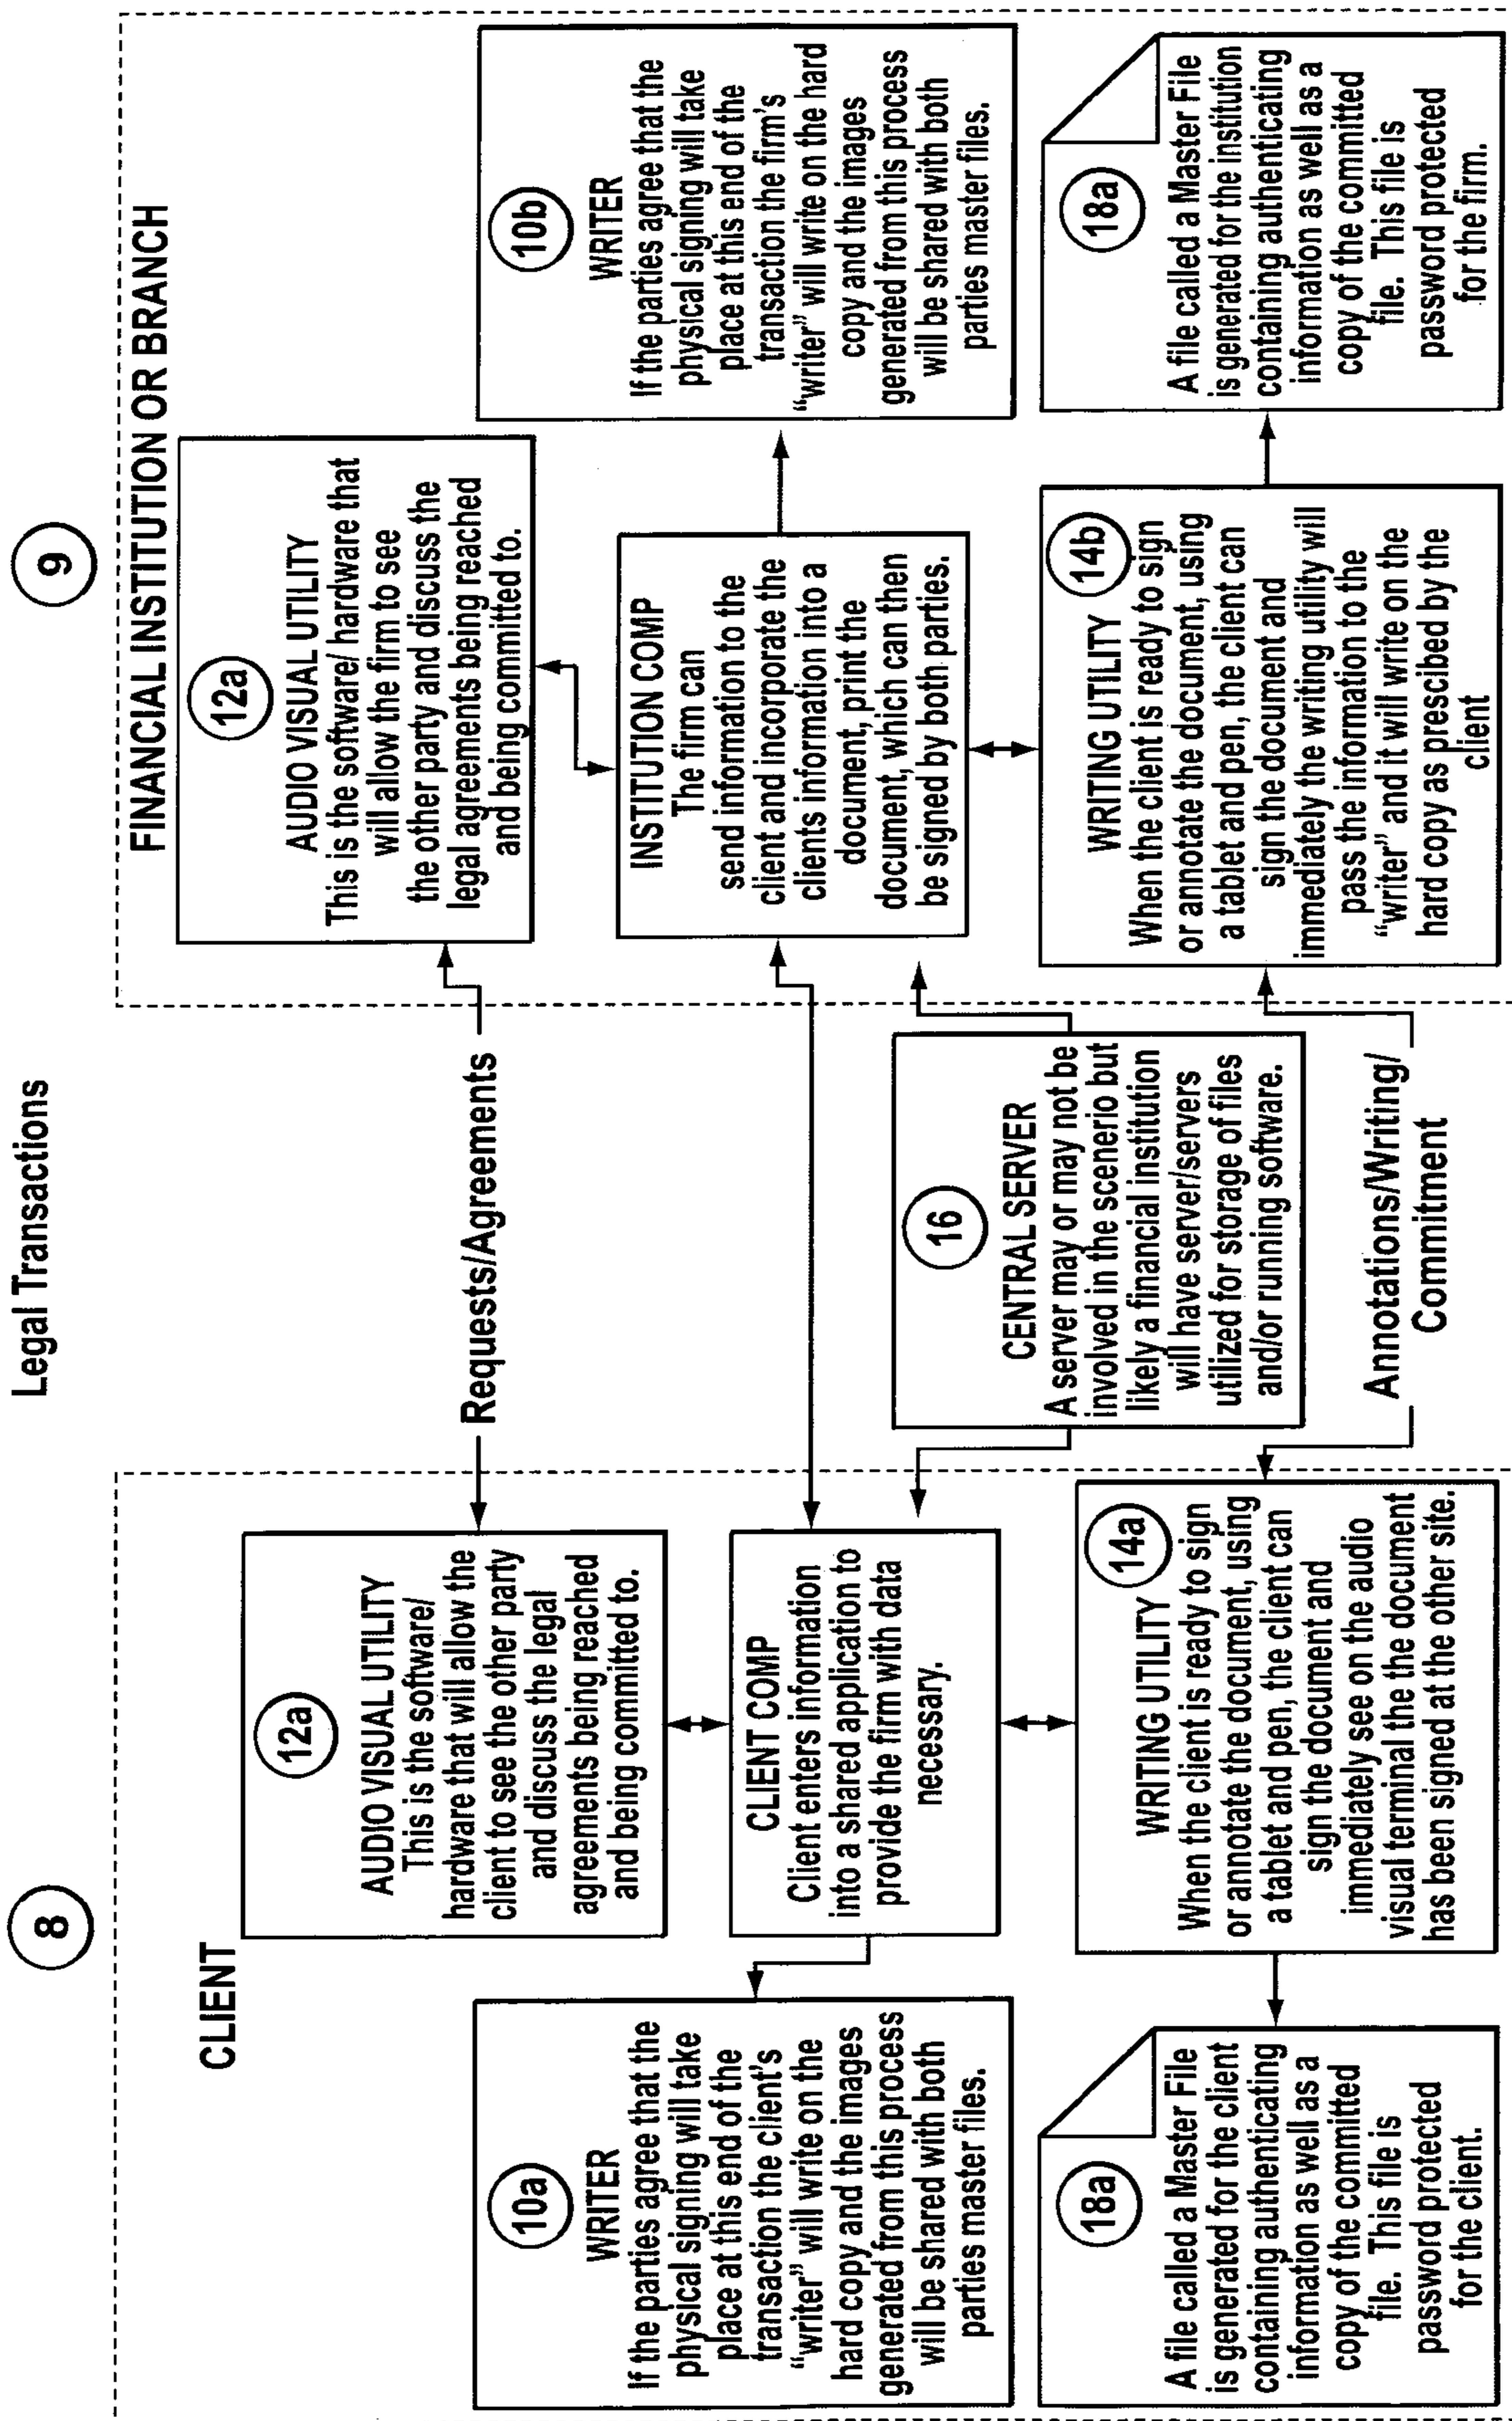 Legal Transactions
8
CLIENT
12a
AUDIO VISUAL UTILITY
This is the software/
hardware that will allow the
client to see the other party
and discuss the legal
agreements being reached
and being committed to.
10a
WRITER
If the parties agree that the
physical signing will take
place at this end of the
transaction the client's
"writer" will write on the
hard copy and the images
generated from this process
will be shared with both
parties master files.
CLIENT COMP
Client enters information
into a shared application to
provide the firm with data
necessary.
18a
A file called a Master File
is generated for the client
containing authenticating
information as well as a
copy of the committed
file. This file is
password protected
for the client.
14a
WRITING UTILITY
When the client is ready to sign
or annotate the document, using
a tablet and pen, the client can
sign the document and
immediately see on the audio
visual terminal the the document
has been signed at the other site.
Requests/Agreements
16
CENTRAL SERVER
A server may or may not be
involved in the scenerio but
likely a financial institution
will have server/servers
utilized for storage of files
and/or running software.
Annotations/Writing/
Commitment
9
FINANCIAL INSTITUTION OR BRANCH
12a
AUDIO VISUAL UTILITY
This is the software/ hardware that
will allow the firm to see
the other party and discuss the
legal agreements being reached
and being committed to.
INSTITUTION COMP
The firm can
send information to the
client and incorporate the
clients information into a
document, print the
document, which can then
be signed by both parties.
10b
WRITER
If the parties agree that the
physical signing will take
place at this end of the
transaction the firm's
"writer" will write on the hard
copy and the images
generated from this process
will be shared with both
parties master files.
14b
WRITING UTILITY
When the client is ready to sign
or annotate the document, using
a tablet and pen, the client can
sign the document and
immediately the writing utility will
pass the information to the
"writer" and it will write on the
hard copy as prescibed by the
client
18a
A file called a Master File
is generated for the institution
containing authenticating
information as well as a
copy of the committed
file. This file is
password protected
for the firm.